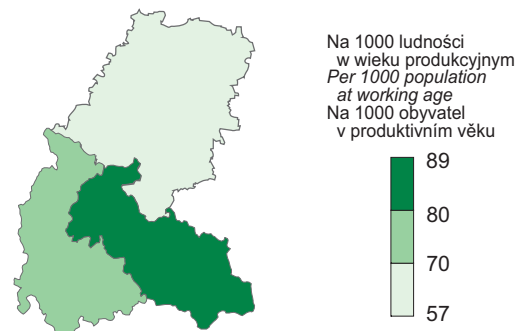 Na 1000 ludności
w wieku produkcyjnym
Per 1000 population
at working age
Na 1000 obyvatel
v produktivním věku
89
80
70
57